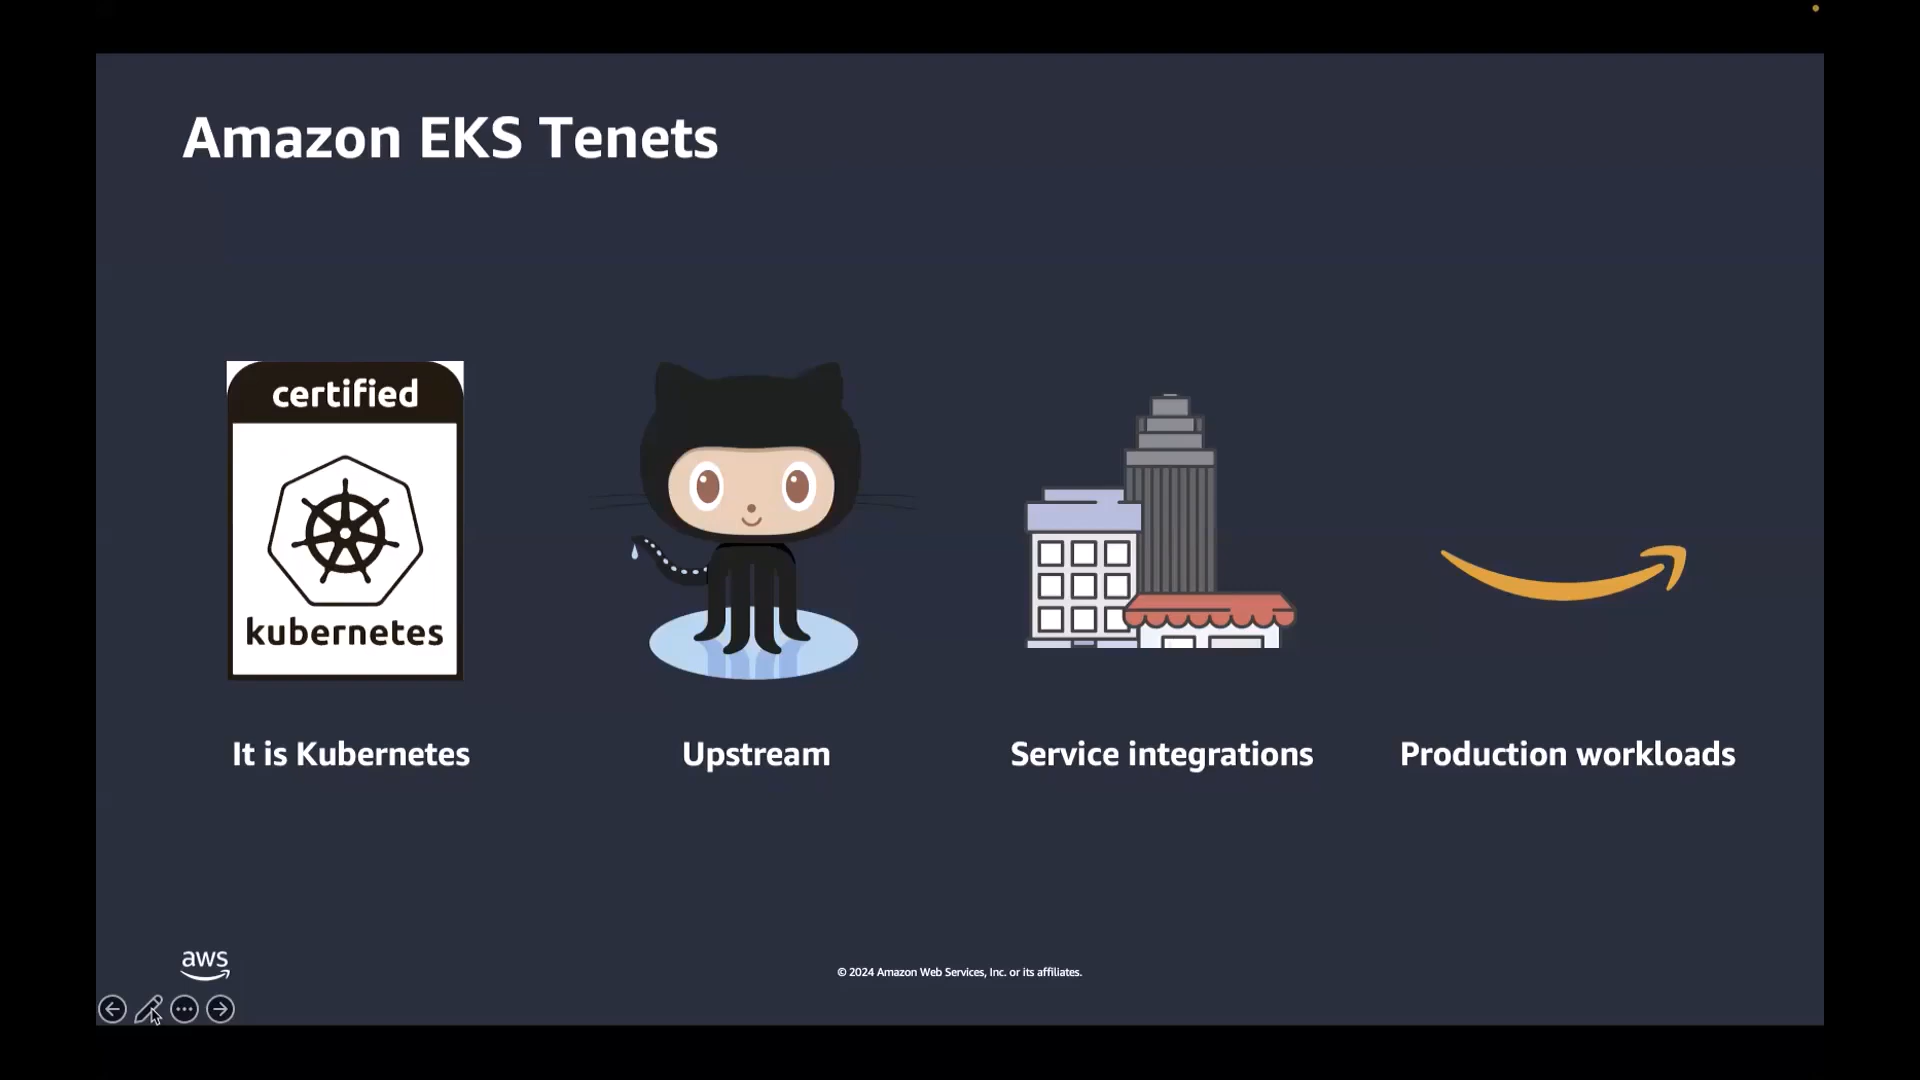 Amazon EKS Tenets
certified
kubernetes
It is Kubernetes
Upstream
Service integrations
Production workloads
aws
© 2024 Amazon Web Services, Inc. or its affiliates.